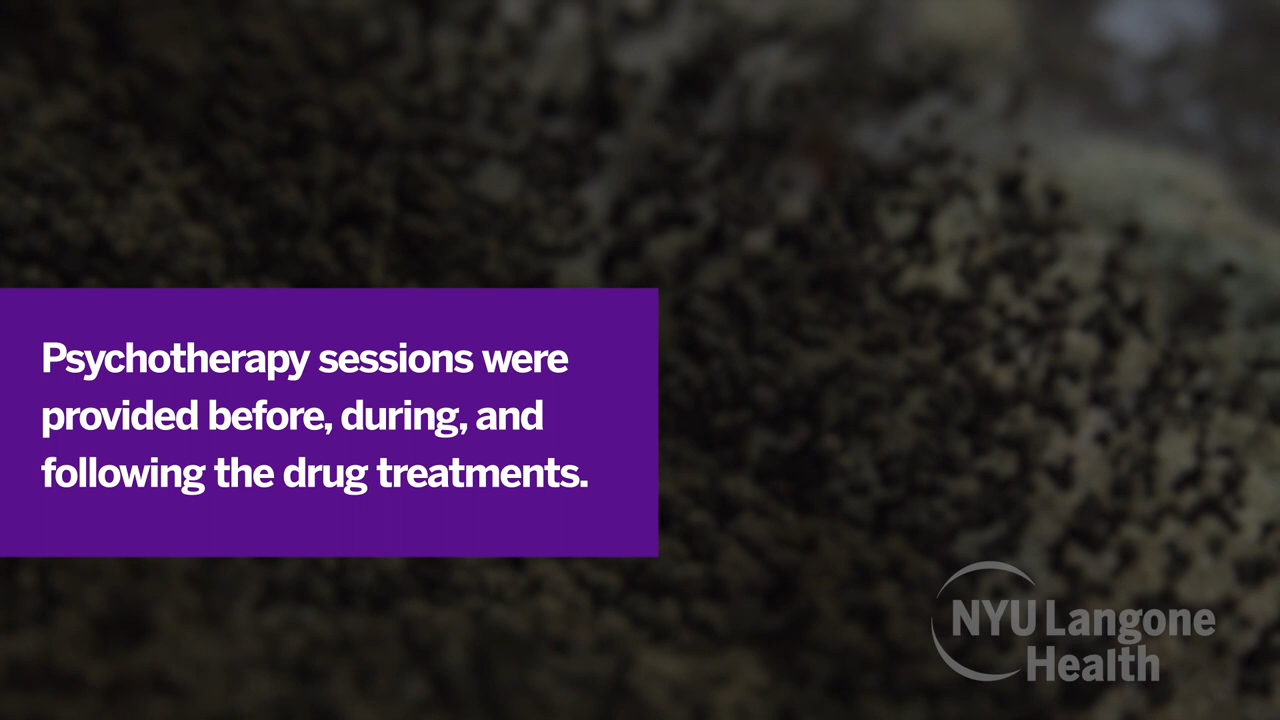 Psychotherapy sessions were
provided before, during, and
following the drug treatments.
NYU Langone
Health